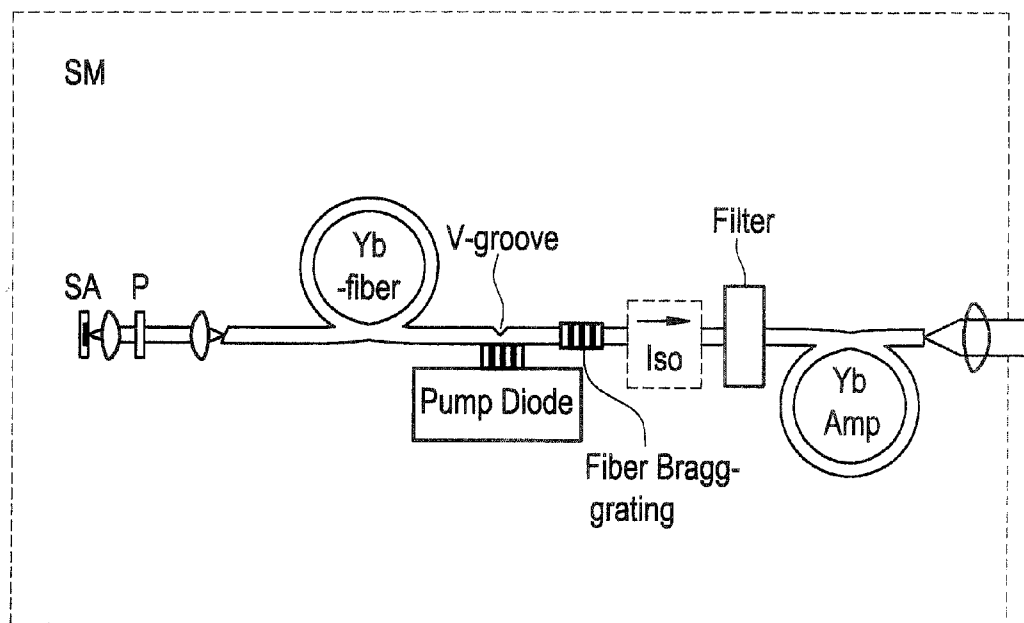 SM
Filter
V-groove
Yb
-fiber
SA
P
Iso
Pump Diode
Yb
Amp
Fiber Bragg-
grating